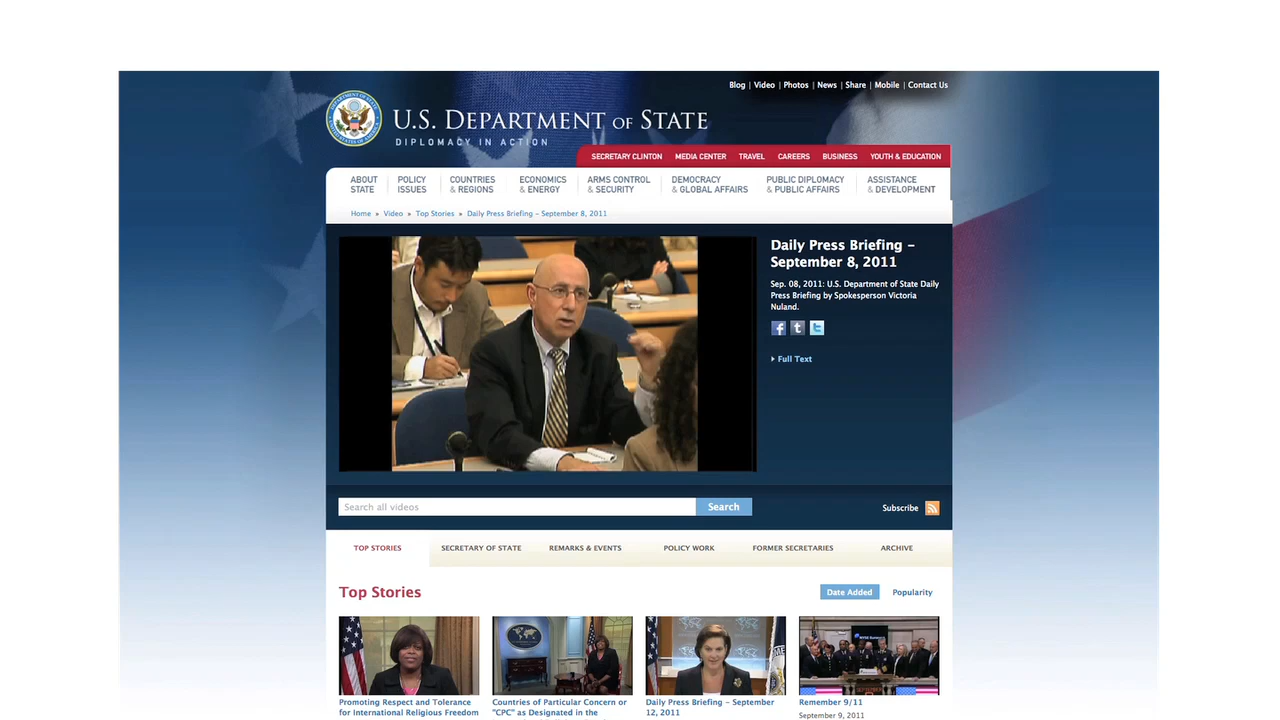 Blog | Video | Photos | News | Share | Mobile | Contact Us
U.S. DEPARTMENT OF STATE
DIPLOMACY IN ACTION
SECRETARY CLINTON MEDIA CENTER TRAVEL CAREERS BUSINESS YOUTH & EDUCATION
ABOUT STATE
POLICY ISSUES
COUNTRIES & REGIONS
ECONOMICS & ENERGY
ARMS CONTROL & SECURITY
DEMOCRACY & GLOBAL AFFAIRS
PUBLIC DIPLOMACY & PUBLIC AFFAIRS
ASSISTANCE & DEVELOPMENT
Home » Video » Top Stories » Daily Press Briefing - September 8, 2011
Daily Press Briefing -
September 8, 2011
Sep. 08, 2011: U.S. Department of State Daily
Press Briefing by Spokesperson Victoria
Nuland.
Full Text
Search all videos
Search
Subscribe
TOP STORIES SECRETARY OF STATE REMARKS & EVENTS POLICY WORK FORMER SECRETARIES ARCHIVE
Top Stories
Date Added
Popularity
Promoting Respect and Tolerance
for International Religious Freedom
Countries of Particular Concern or
"CPC" as Designated in the
Daily Press Briefing - September
12, 2011
Remember 9/11
September 9, 2011